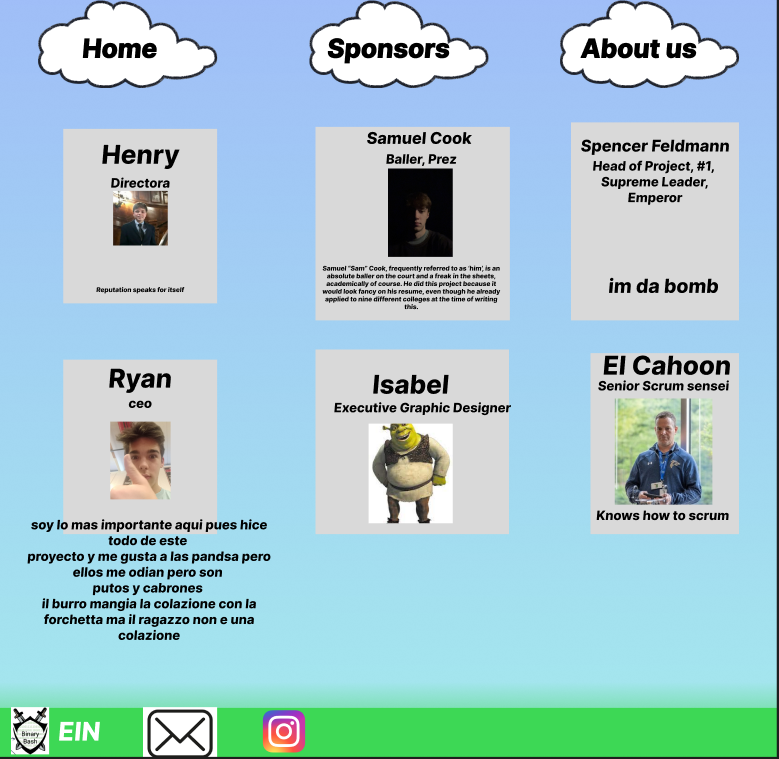 Home
Sponsors
About us
Henry
Directora
Reputation speaks for itself
Samuel Cook
Baller, Prez
Samuel "Sam" Cook, frequently referred to as 'him', is an
absolute baller on the court and a freak in the sheets,
academically of course. He did this project because it
would look fancy on his resume, even though he already
applied to nine different colleges at the time of writing
this.
Spencer Feldmann
Head of Project, #1,
Supreme Leader,
Emperor
im da bomb
Ryan
ceo
soy lo mas importante aqui pues hice
todo de este
proyecto y me gusta a las pandsa pero
ellos me odian pero son
putos y cabrones
il burro mangia la colazione con la
forchetta ma il ragazzo non e una
colazione
Isabel
Executive Graphic Designer
El Cahoon
Senior Scrum sensei
Knows how to scrum
Binary
Bash
EIN